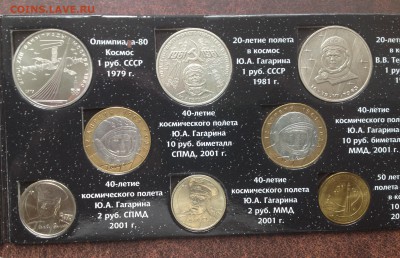 COINS.LAVE.RU
Олимпиада-80
Космос
1 руб. СССР
1979 г.
20-летие полета
в космос
Ю.А. Гагарина
1 руб. СССР
1981 г.
20-ле
в ко
В.В. Те
1 р
40-летие
космического полета
Ю.А. Гагарина
10 руб. биметалл
СПМД, 2001 г.
40-летие
космического полета
Ю.А. Гагарина
10 руб. биметалл
ММД, 2001 г.
40-летие
космического полета
Ю.А. Гагарина
2 руб. СПМД
2001 г.
40-летие
космического полета
Ю.А. Гагарина
2 руб. ММД
2001 г.
50 ле